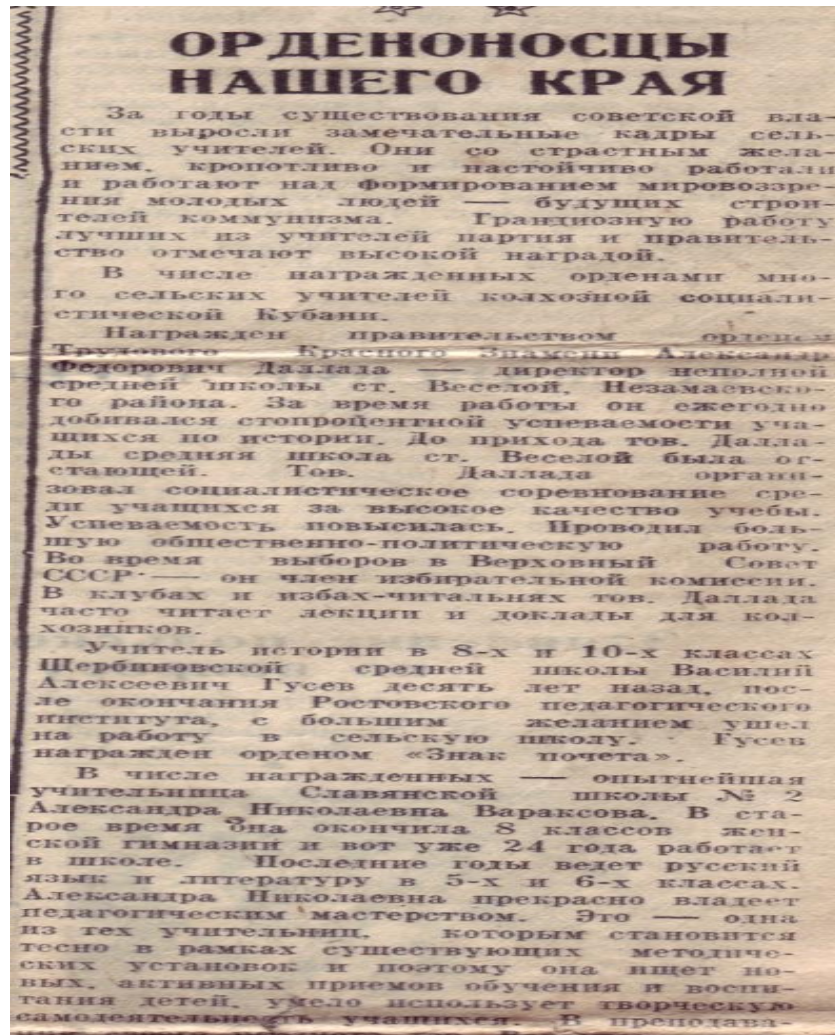 ОРДЕНОНОСЦЫ
НАШЕГО КРАЯ
За годы существования советской вла-
сти выросли замечательные кадры сель-
ских учителей. Они со страстным жела-
нием, кропотливо и настойчиво работали
и работают над формированием мировоззре-
ния молодых людей — будущих строи-
телей коммунизма. Грандиозную работу
лучших из учителей партия и правитель-
ство отмечают высокой наградой.
В числе награжденных орденами мно-
го сельских учителей колхозной социали-
стической Кубани.
Награжден правительством орденом
Трудового Красного Знамени Александр
Федорович Даллада — директор неполной
средней школы ст. Веселой, Незамаевско-
го района. За время работы он ежегодно
добивался стопроцентной успеваемости уча-
щихся по истории. До прихода тов. Далла-
ды средняя школа ст. Веселой была от-
стающей. Тов. Даллада органи-
зовал социалистическое соревнование сре-
ди учащихся за высокое качество учебы.
Успеваемость повысилась. Проводил боль-
шую общественно-политическую работу.
Во время выборов в Верховный Совет
СССР — он член избирательной комиссии.
В клубах и избах-читальнях тов. Даллада
часто читает лекции и доклады для кол-
хозников.
Учитель истории в 8-х и 10-х классах
Щербиновской средней школы Василий
Алексеевич Гусев десять лет назад, пос-
ле окончания Ростовского педагогического
института, с большим желанием ушел
на работу в сельскую школу. Гусев
награжден орденом «Знак почета».
В числе награжденных — опытнейшая
учительница Славянской школы № 2
Александра Николаевна Вараксова. В ста-
рое время она окончила 8 классов жен-
ской гимназии и вот уже 24 года работает
в школе. Последние годы ведет русский
язык и литературу в 5-х и 6-х классах.
Александра Николаевна прекрасно владеет
педагогическим мастерством. Это — одна
из тех учительниц, которым становится
тесно в рамках существующих методиче-
ских установок и поэтому она ищет но-
вых, активных приемов обучения и воспи-
тания детей, умело использует творческую
самодеятельность учащихся. В преподава-